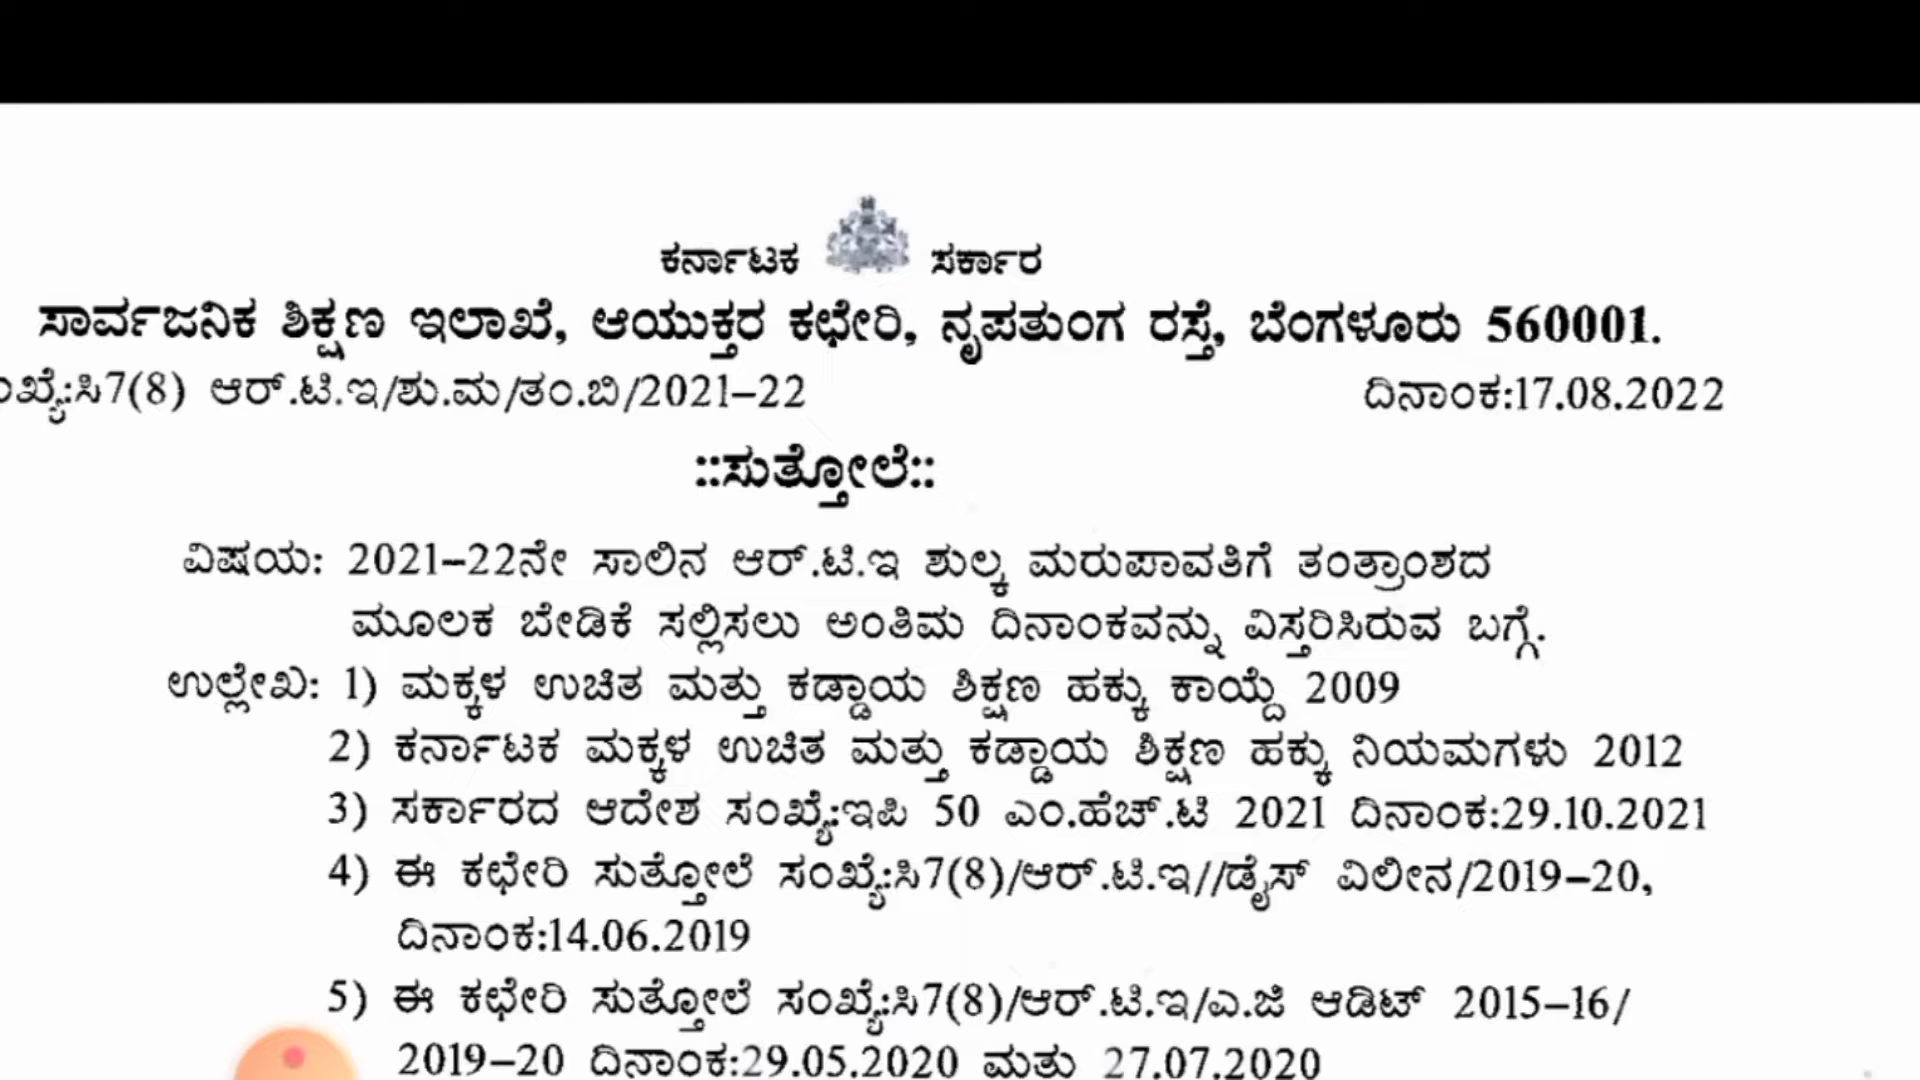 ಕರ್ನಾಟಕ ಸರ್ಕಾರ
ಸಾರ್ವಜನಿಕ ಶಿಕ್ಷಣ ಇಲಾಖೆ, ಆಯುಕ್ತರ ಕಛೇರಿ, ನೃಪತುಂಗ ರಸ್ತೆ, ಬೆಂಗಳೂರು 560001.
ಂಖ್ಯೆ:ಸಿ7(8) ಆರ್.ಟಿ.ಇ/ಶು.ಮ/ತಂ.ಬಿ/2021-22 ದಿನಾಂಕ:17.08.2022
::ಸುತ್ತೋಲೆ::
ವಿಷಯ: 2021-22ನೇ ಸಾಲಿನ ಆರ್.ಟಿ.ಇ ಶುಲ್ಕ ಮರುಪಾವತಿಗೆ ತಂತ್ರಾಂಶದ
ಮೂಲಕ ಬೇಡಿಕೆ ಸಲ್ಲಿಸಲು ಅಂತಿಮ ದಿನಾಂಕವನ್ನು ವಿಸ್ತರಿಸಿರುವ ಬಗ್ಗೆ.
ಉಲ್ಲೇಖ: 1) ಮಕ್ಕಳ ಉಚಿತ ಮತ್ತು ಕಡ್ಡಾಯ ಶಿಕ್ಷಣ ಹಕ್ಕು ಕಾಯ್ದೆ 2009
2) ಕರ್ನಾಟಕ ಮಕ್ಕಳ ಉಚಿತ ಮತ್ತು ಕಡ್ಡಾಯ ಶಿಕ್ಷಣ ಹಕ್ಕು ನಿಯಮಗಳು 2012
3) ಸರ್ಕಾರದ ಆದೇಶ ಸಂಖ್ಯೆ:ಇಪಿ 50 ಎಂ.ಹೆಚ್.ಟಿ 2021 ದಿನಾಂಕ:29.10.2021
4) ಈ ಕಛೇರಿ ಸುತ್ತೋಲೆ ಸಂಖ್ಯೆ:ಸಿ7(8)/ಆರ್.ಟಿ.ಇ//ಡೈಸ್ ವಿಲೀನ/2019-20,
ದಿನಾಂಕ:14.06.2019
5) ಈ ಕಛೇರಿ ಸುತ್ತೋಲೆ ಸಂಖ್ಯೆ:ಸಿ7(8)/ಆರ್.ಟಿ.ಇ/ಎ.ಜಿ ಆಡಿಟ್ 2015-16/
2019-20 ದಿನಾಂಕ:29.05.2020 ಮತು 27.07.2020